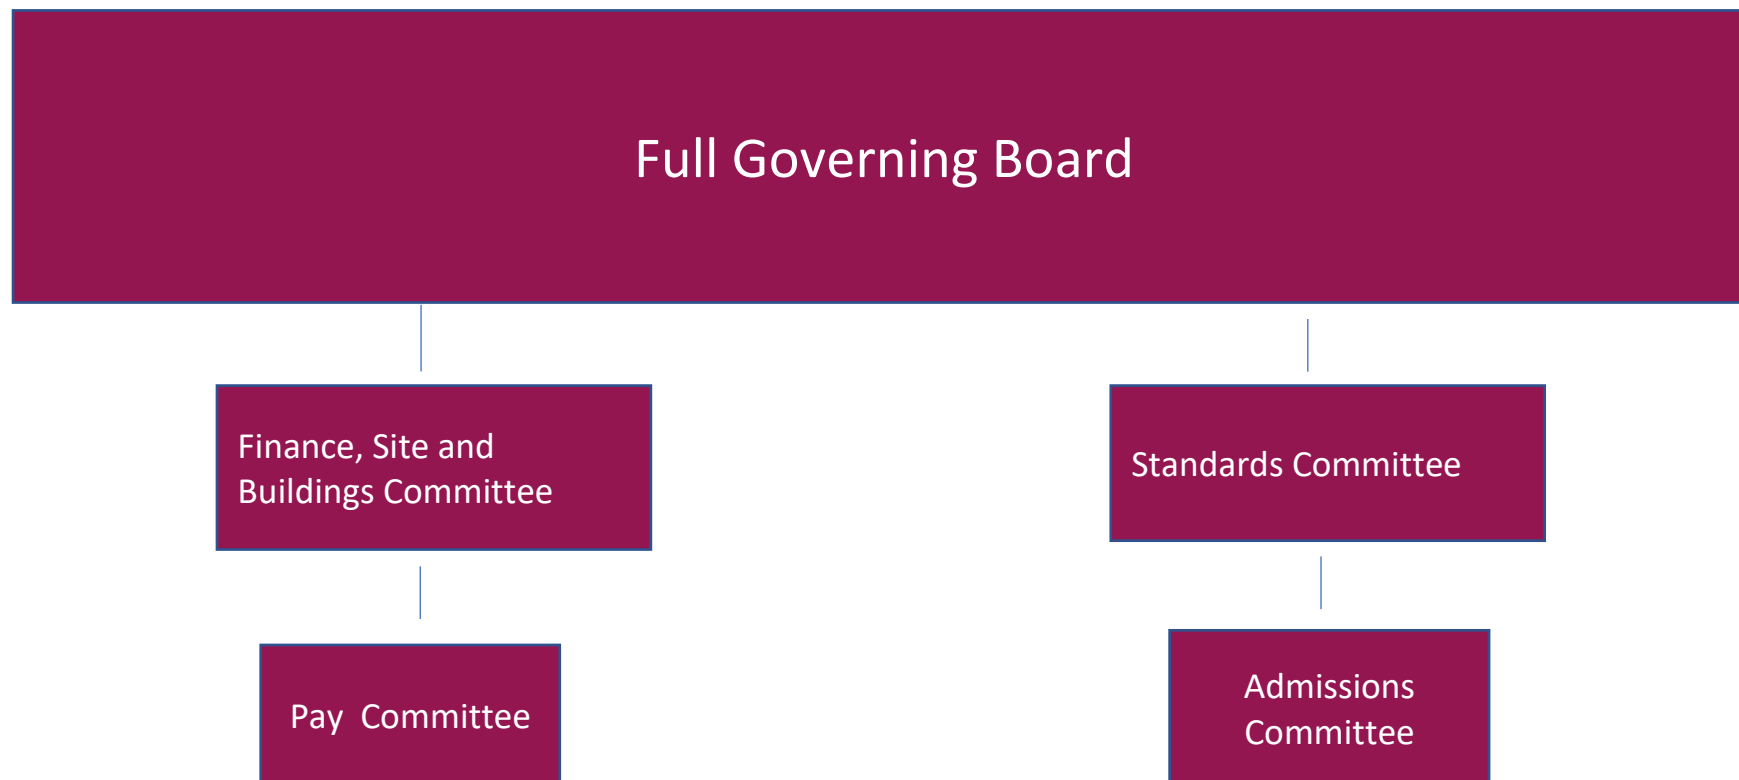 Full Governing Board
Finance, Site and
Buildings Committee
Standards Committee
Pay  Committee
Admissions
Committee